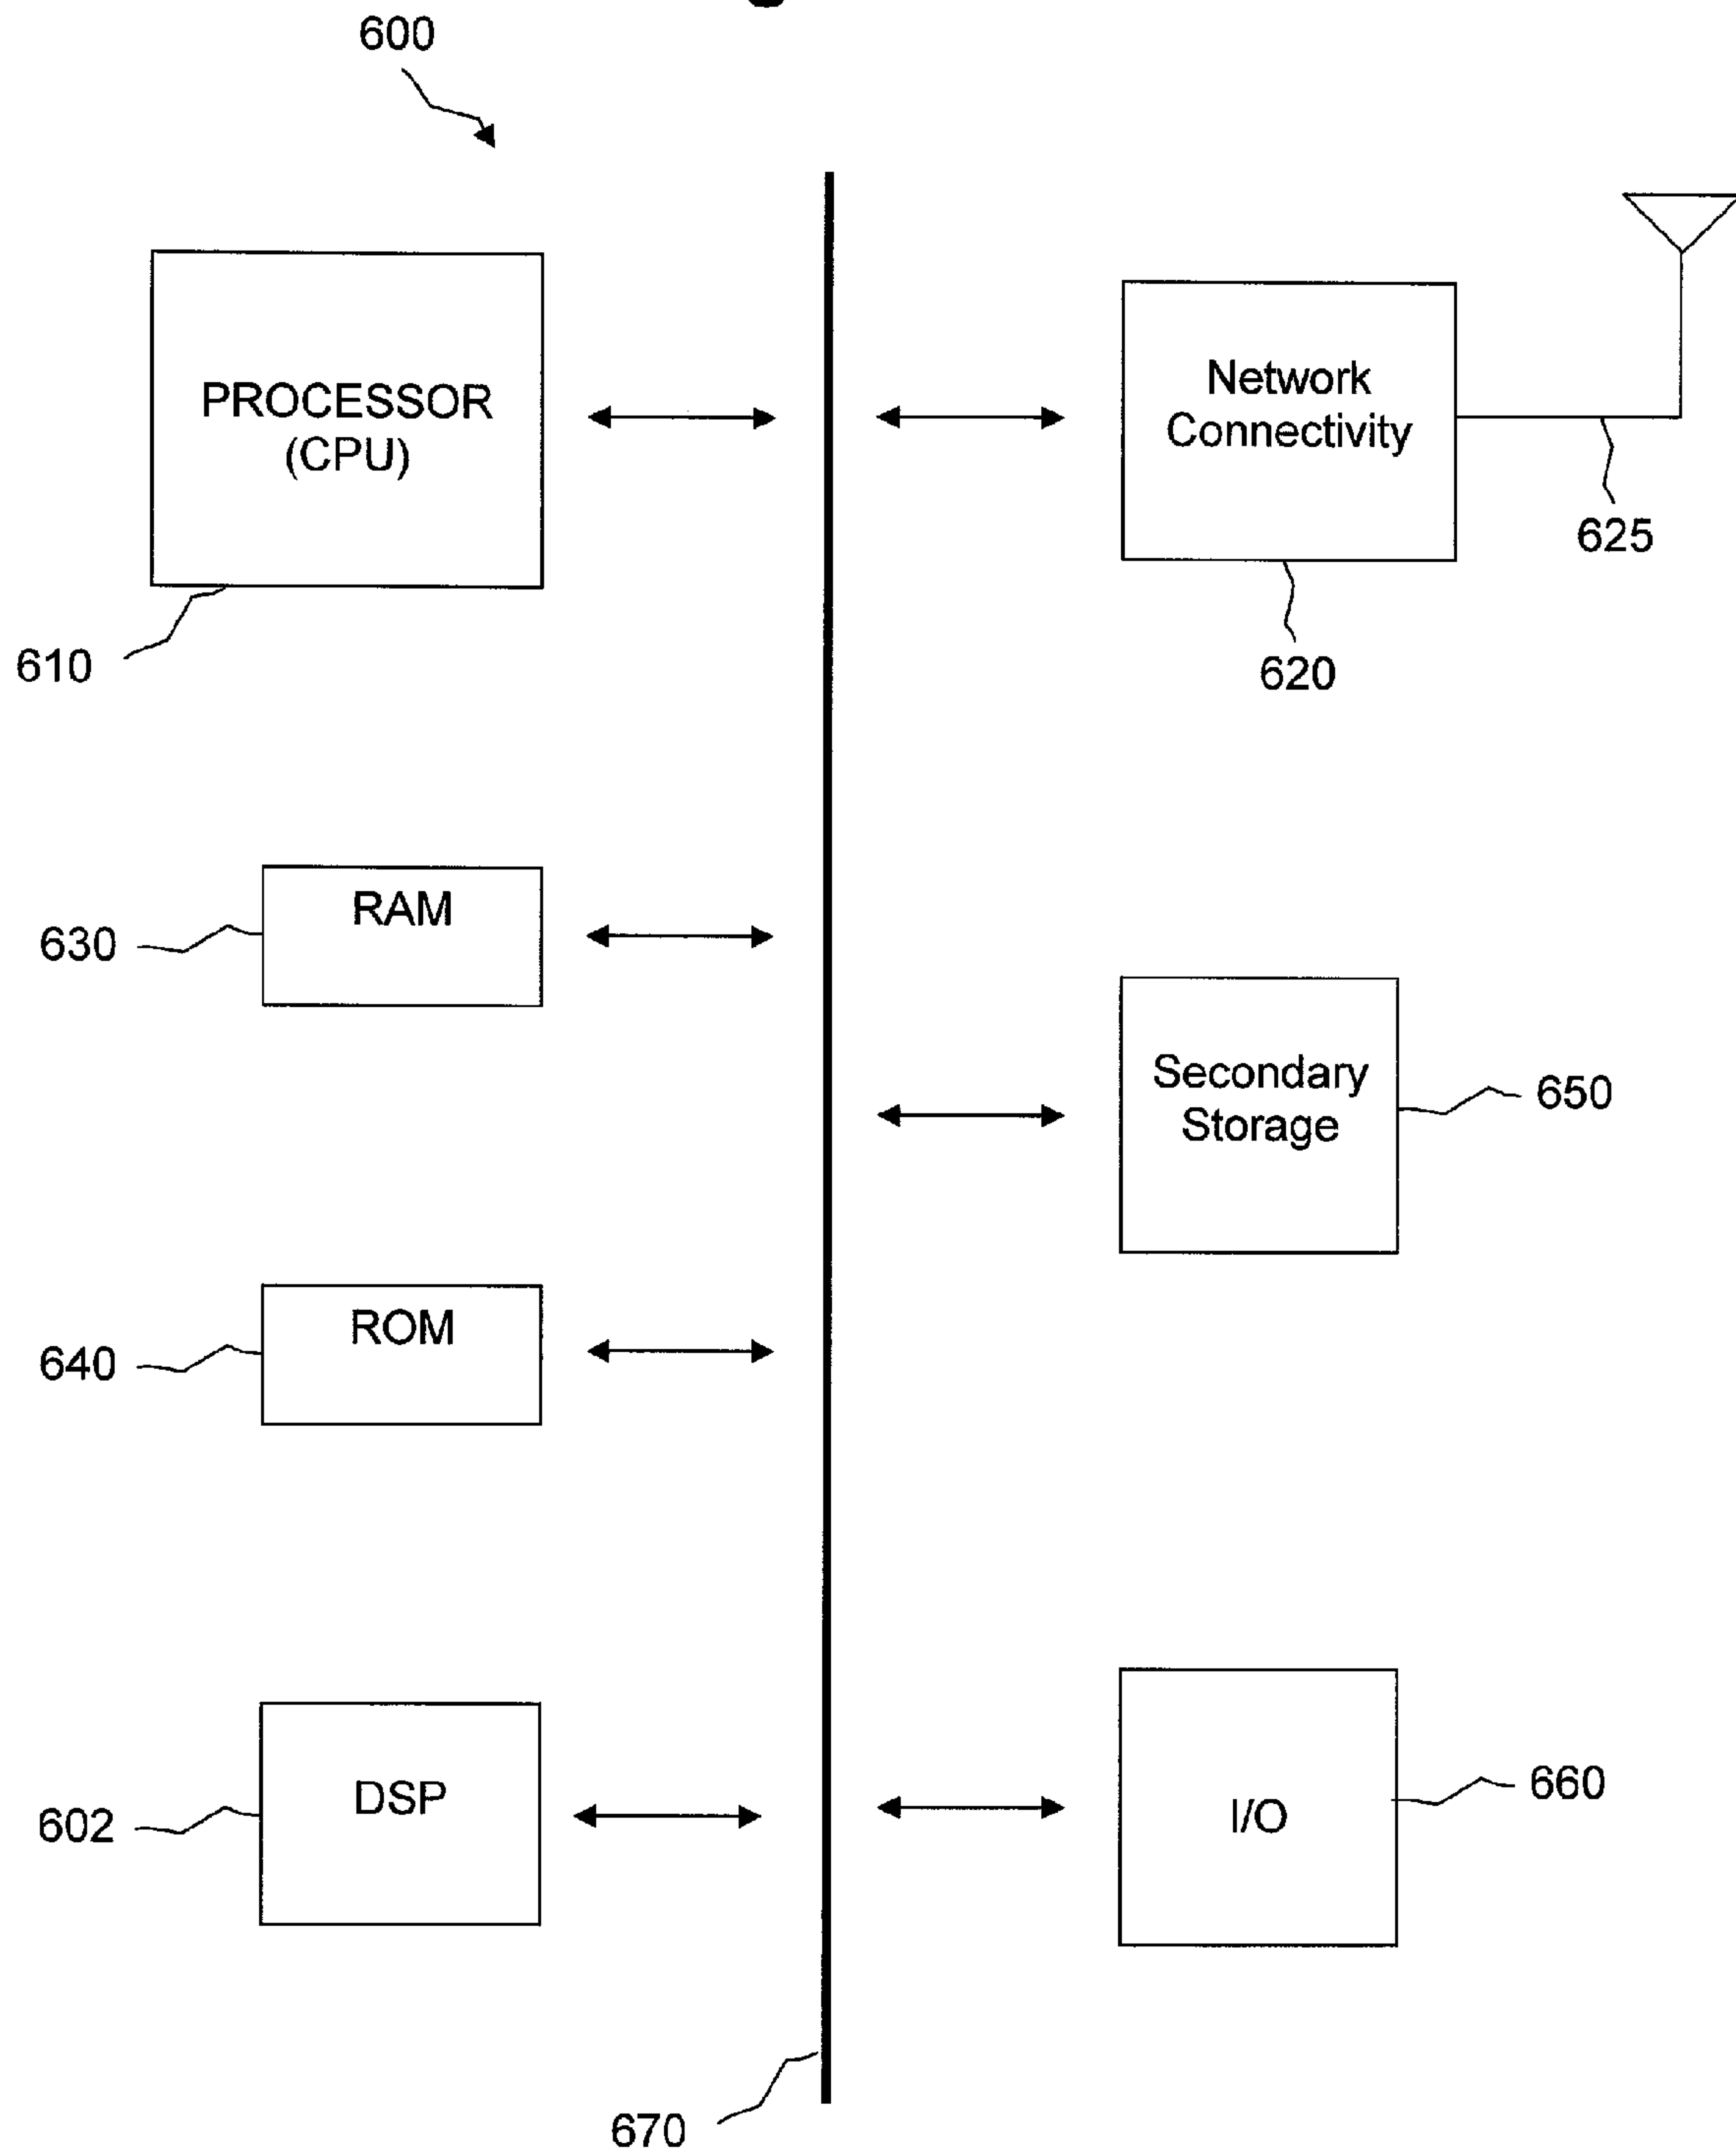 600
PROCESSOR
(CPU)
610
Network
Connectivity
625
620
RAM
630
Secondary
Storage
650
ROM
640
DSP
602
I/O
660
670